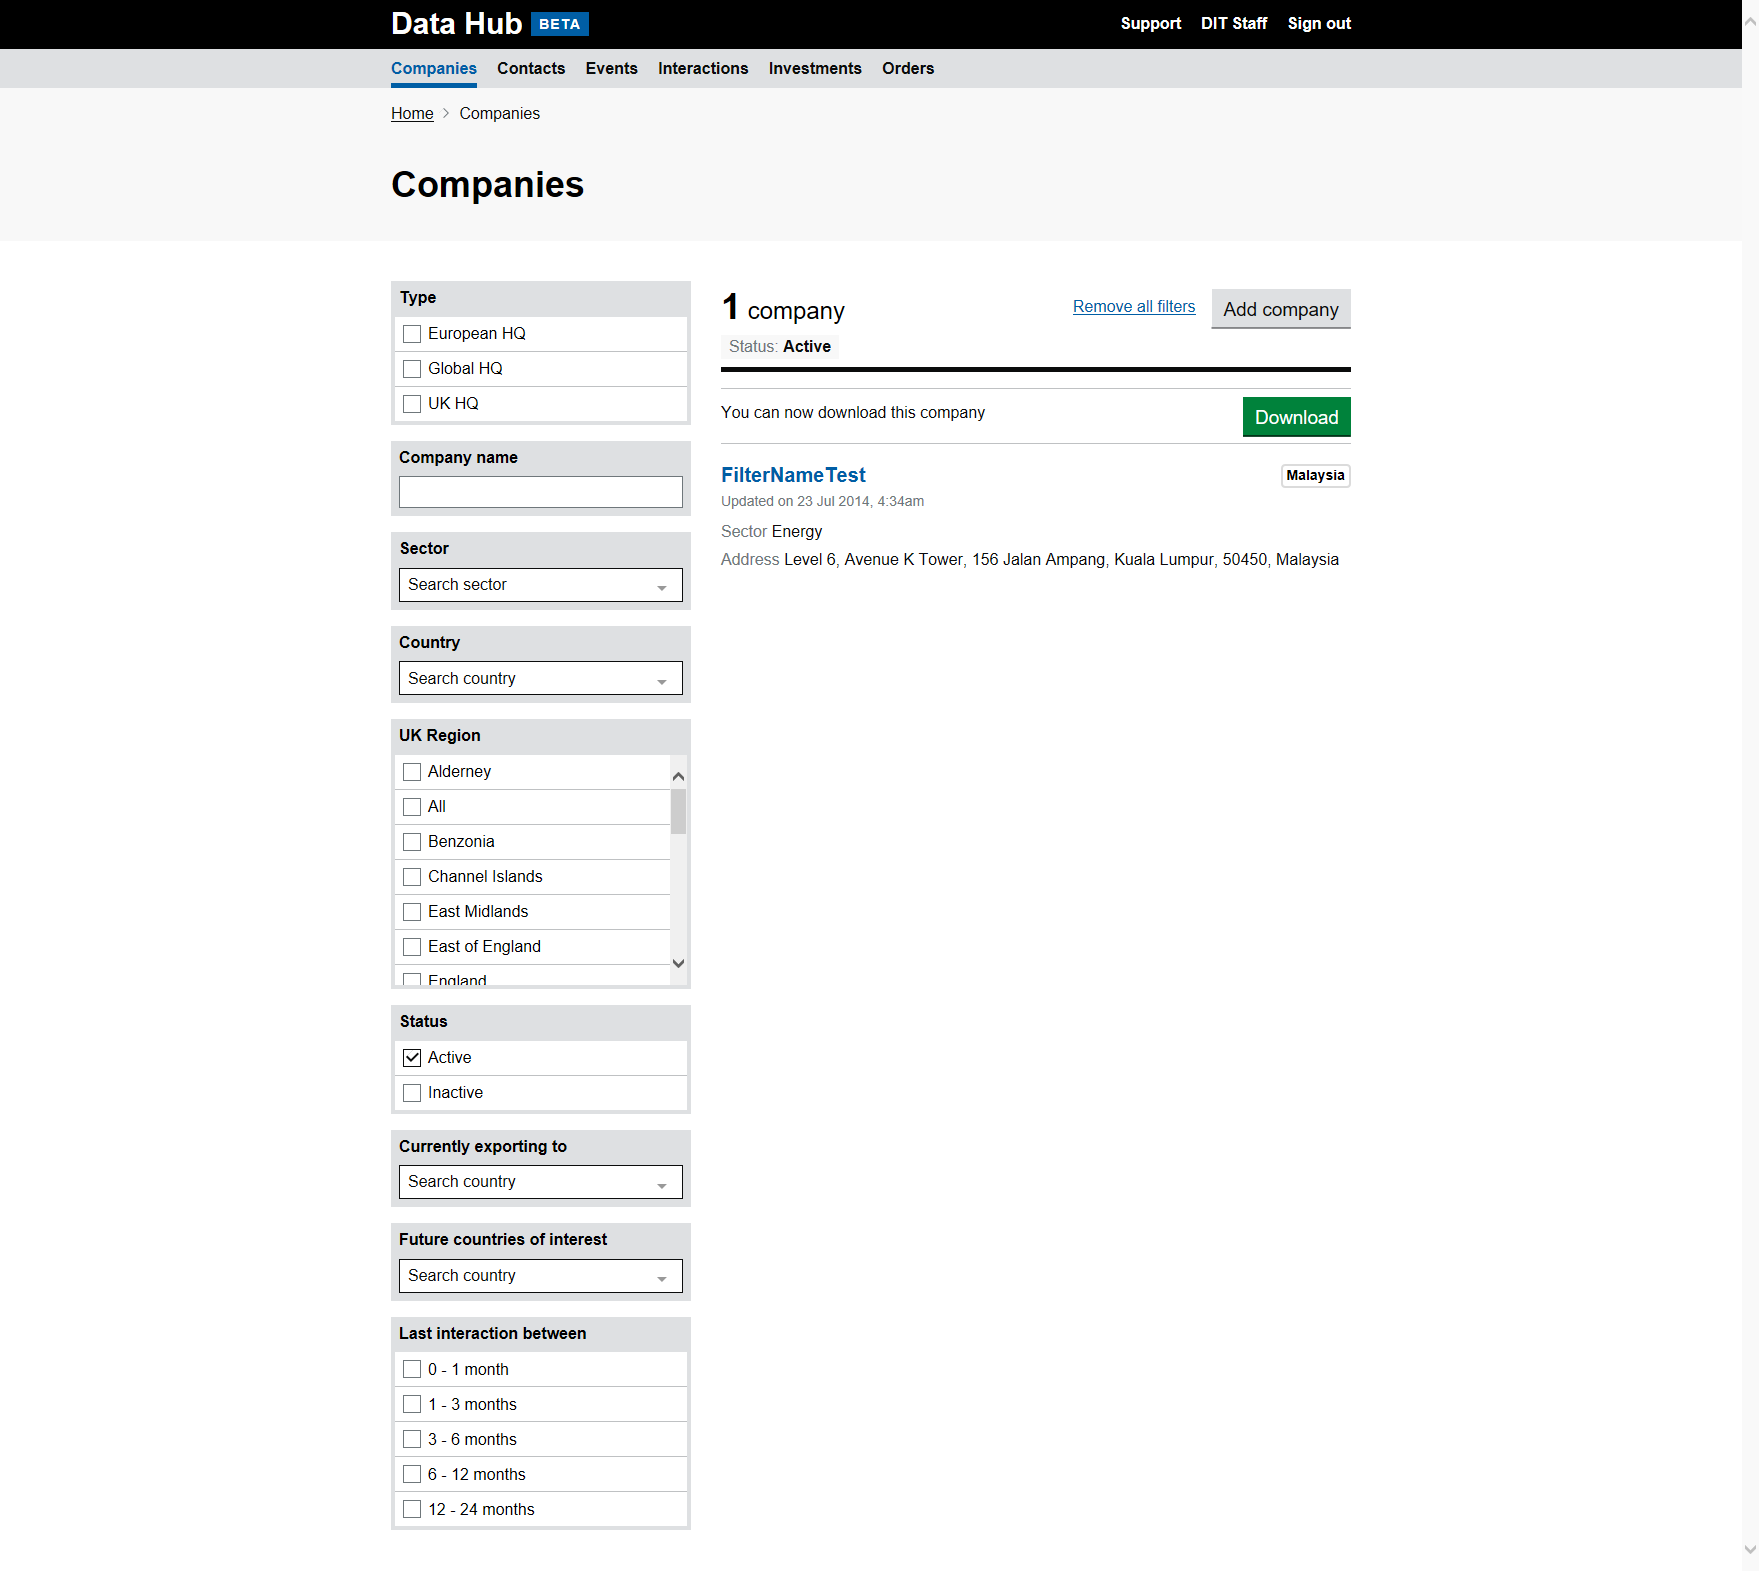 Data Hub BETA
Support DIT Staff Sign out
Companies Contacts Events Interactions Investments Orders
Home Companies
Companies
Type
European HQ
Global HQ
UK HQ
Company name
Sector
Search sector
Country
Search country
UK Region
Alderney
All
Benzonia
Channel Islands
East Midlands
East of England
England
Status
Active
Inactive
Currently exporting to
Search country
Future countries of interest
Search country
Last interaction between
0 - 1 month
1 - 3 months
3 - 6 months
6 - 12 months
12 - 24 months
1 company
Remove all filters
Add company
Status: Active
You can now download this company
Download
FilterNameTest
Malaysia
Updated on 23 Jul 2014, 4:34am
Sector Energy
Address Level 6, Avenue K Tower, 156 Jalan Ampang, Kuala Lumpur, 50450, Malaysia